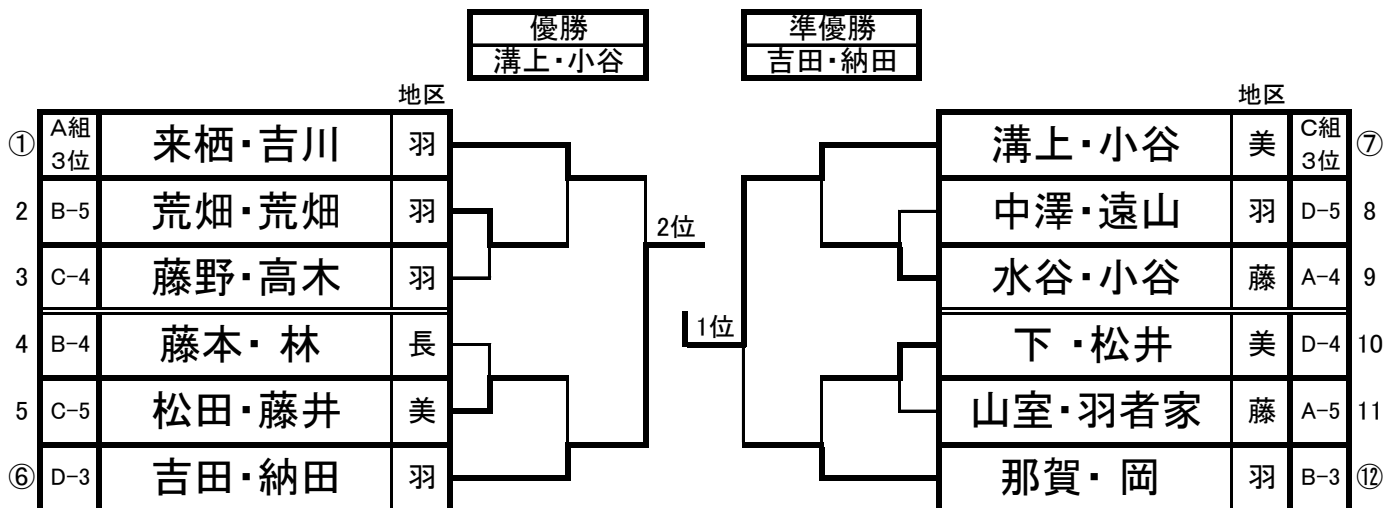 優勝 準優勝
溝上・小谷 吉田・納田
地区 地区
① A組3位 来栖・吉川 羽 溝上・小谷 美 C組3位 ⑦
2 B-5 荒畑・荒畑 羽 中澤・遠山 羽 D-5 8
2位
3 C-4 藤野・高木 羽 水谷・小谷 藤 A-4 9
1位
4 B-4 藤本・ 林 長 下 ・松井 美 D-4 10
5 C-5 松田・藤井 美 山室・羽者家 藤 A-5 11
⑥ D-3 吉田・納田 羽 那賀・ 岡 羽 B-3 ⑫